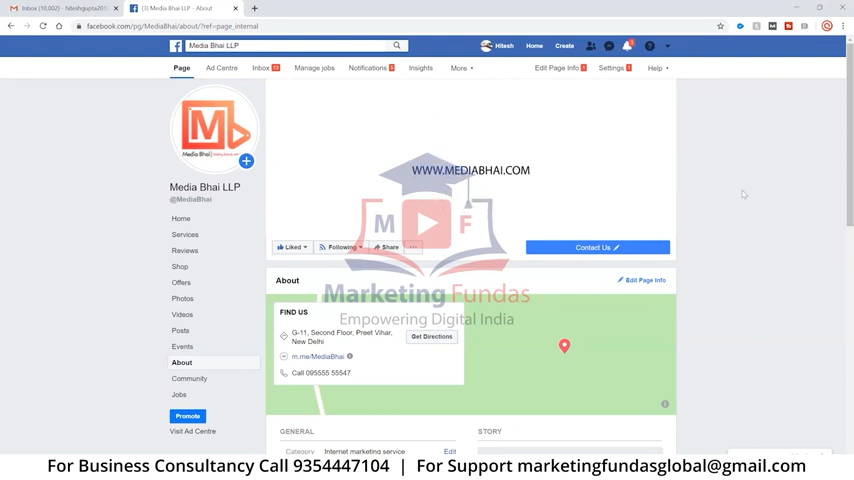 Inbox (10,002) - hiteshgupta201
(3) Media Bhai LLP - About
facebook.com/pg/MediaBhai/about/?ref=page_internal
Media Bhai LLP
Hitesh
Home
Create
Page
Ad Centre
Inbox
Manage jobs
Notifications
Insights
More
Edit Page Info
Settings
Help
M
Media Bhai
Media Bhai LLP
@MediaBhai
Home
Services
Reviews
Shop
Offers
Photos
Videos
Posts
Events
About
Community
Jobs
Promote
Visit Ad Centre
WWW.MEDIABHAI.COM
M F
Marketing Fundas
Empowering Digital India
Liked
Following
Share
Contact Us
About
Edit Page Info
FIND US
G-11, Second Floor, Preet Vihar,
New Delhi
Get Directions
m.me/MediaBhai
Call 095555 55547
GENERAL
STORY
Category Internet marketing service Edit
For Business Consultancy Call 9354447104 | For Support marketingfundasglobal@gmail.com